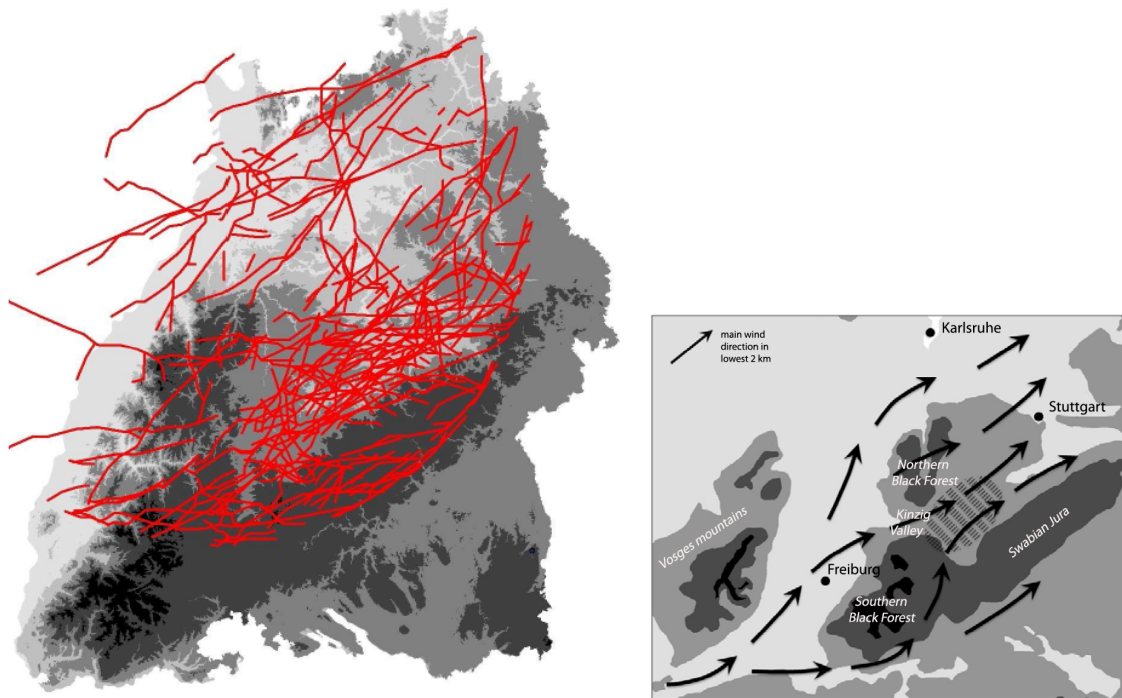 Karlsruhe
main wind
direction in
lowest 2 km
Stuttgart
Northern
Black Forest
Kinzig
Valley
Vosges mountains
Swabian Jura
Freiburg
Southern
Black Forest